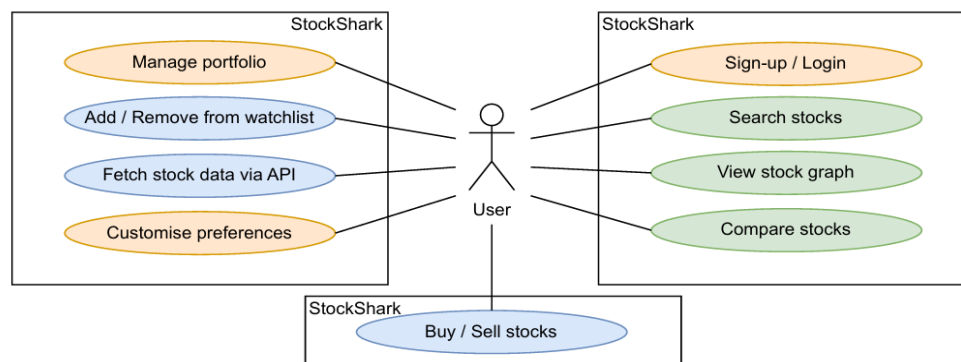 StockShark
Manage portfolio
Add / Remove from watchlist
Fetch stock data via API
Customise preferences
User
StockShark
Sign-up / Login
Search stocks
View stock graph
Compare stocks
StockShark
Buy / Sell stocks